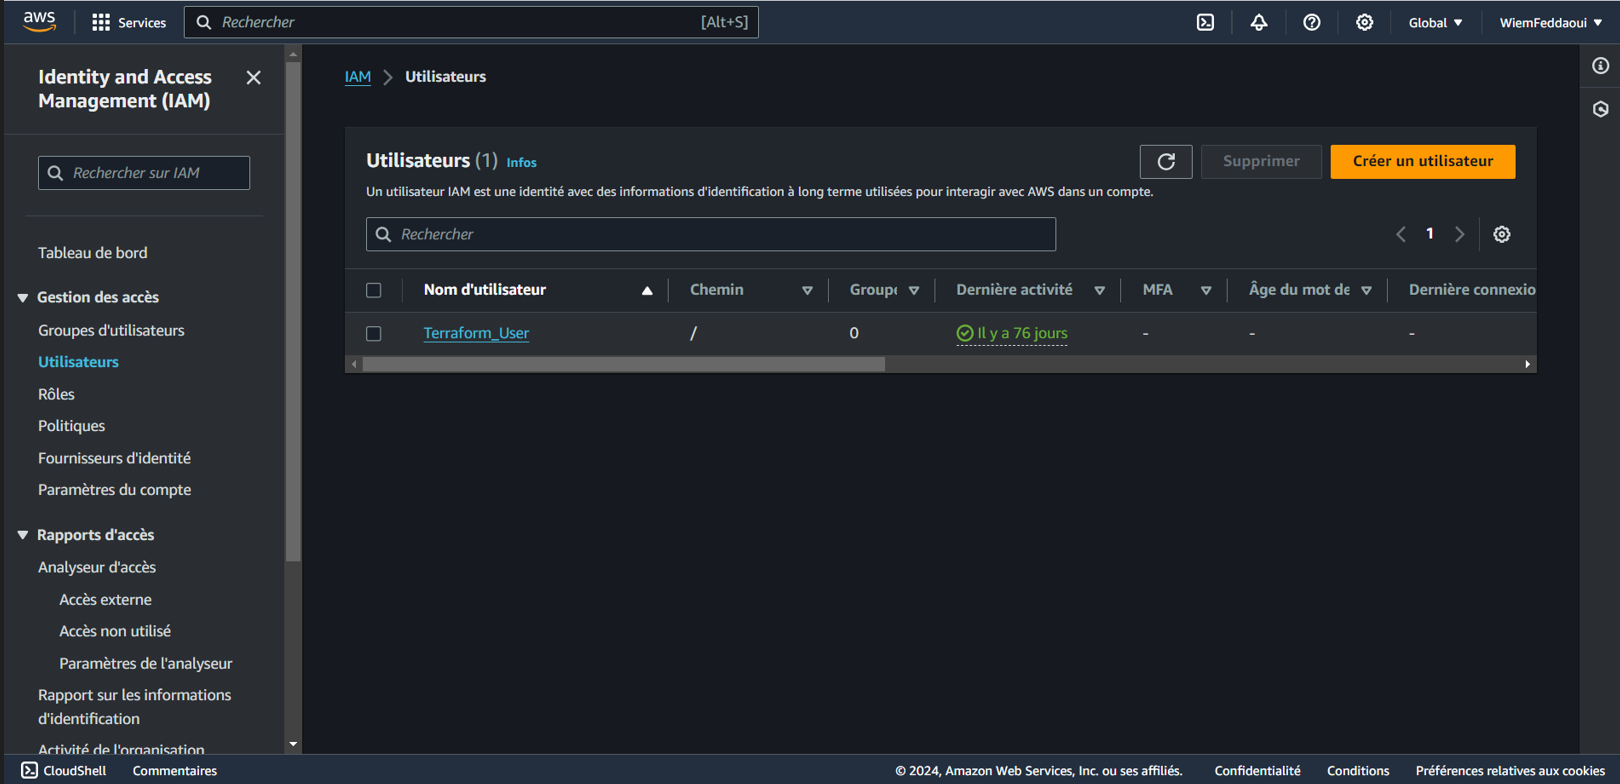 aws
Services
Rechercher
[Alt+S]
Global
WiemFeddaoui
Identity and Access
Management (IAM)
Rechercher sur IAM
Tableau de bord
Gestion des accès
Groupes d'utilisateurs
Utilisateurs
Rôles
Politiques
Fournisseurs d'identité
Paramètres du compte
Rapports d'accès
Analyseur d'accès
Accès externe
Accès non utilisé
Paramètres de l'analyseur
Rapport sur les informations
d'identification
Activité de l'organisation
IAM
Utilisateurs
Utilisateurs (1) Infos
Supprimer
Créer un utilisateur
Un utilisateur IAM est une identité avec des informations d'identification à long terme utilisées pour interagir avec AWS dans un compte.
Rechercher
1
Nom d'utilisateur Chemin Groupe Dernière activité MFA Âge du mot de Dernière connexio
Terraform_User / 0 Il y a 76 jours - - -
CloudShell
Commentaires
© 2024, Amazon Web Services, Inc. ou ses affiliés.
Confidentialité
Conditions
Préférences relatives aux cookies